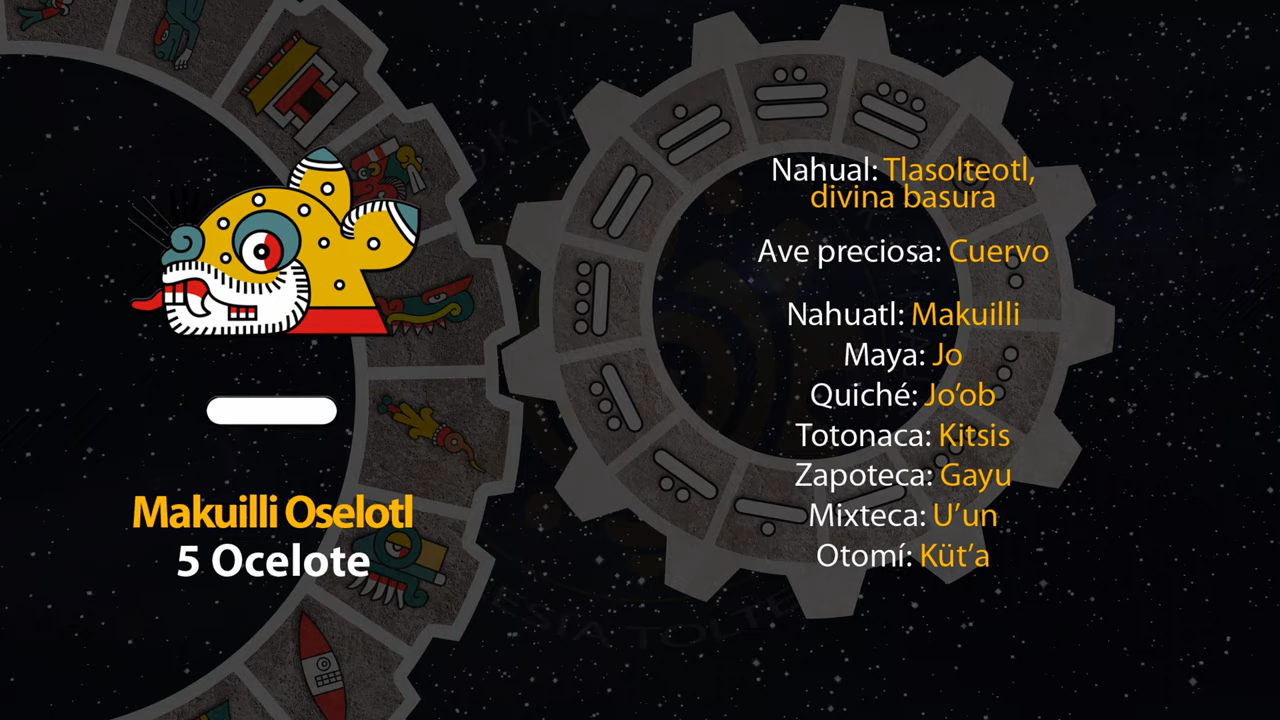 Makuilli Oselotl
5 Ocelote
Nahual: Tlasolteotl,
divina basura
Ave preciosa: Cuervo
Nahuatl: Makuilli
Maya: Jo
Quiché: Jo’ob
Totonaca: Kitsis
Zapoteca: Gayu
Mixteca: U’un
Otomí: Küt’a